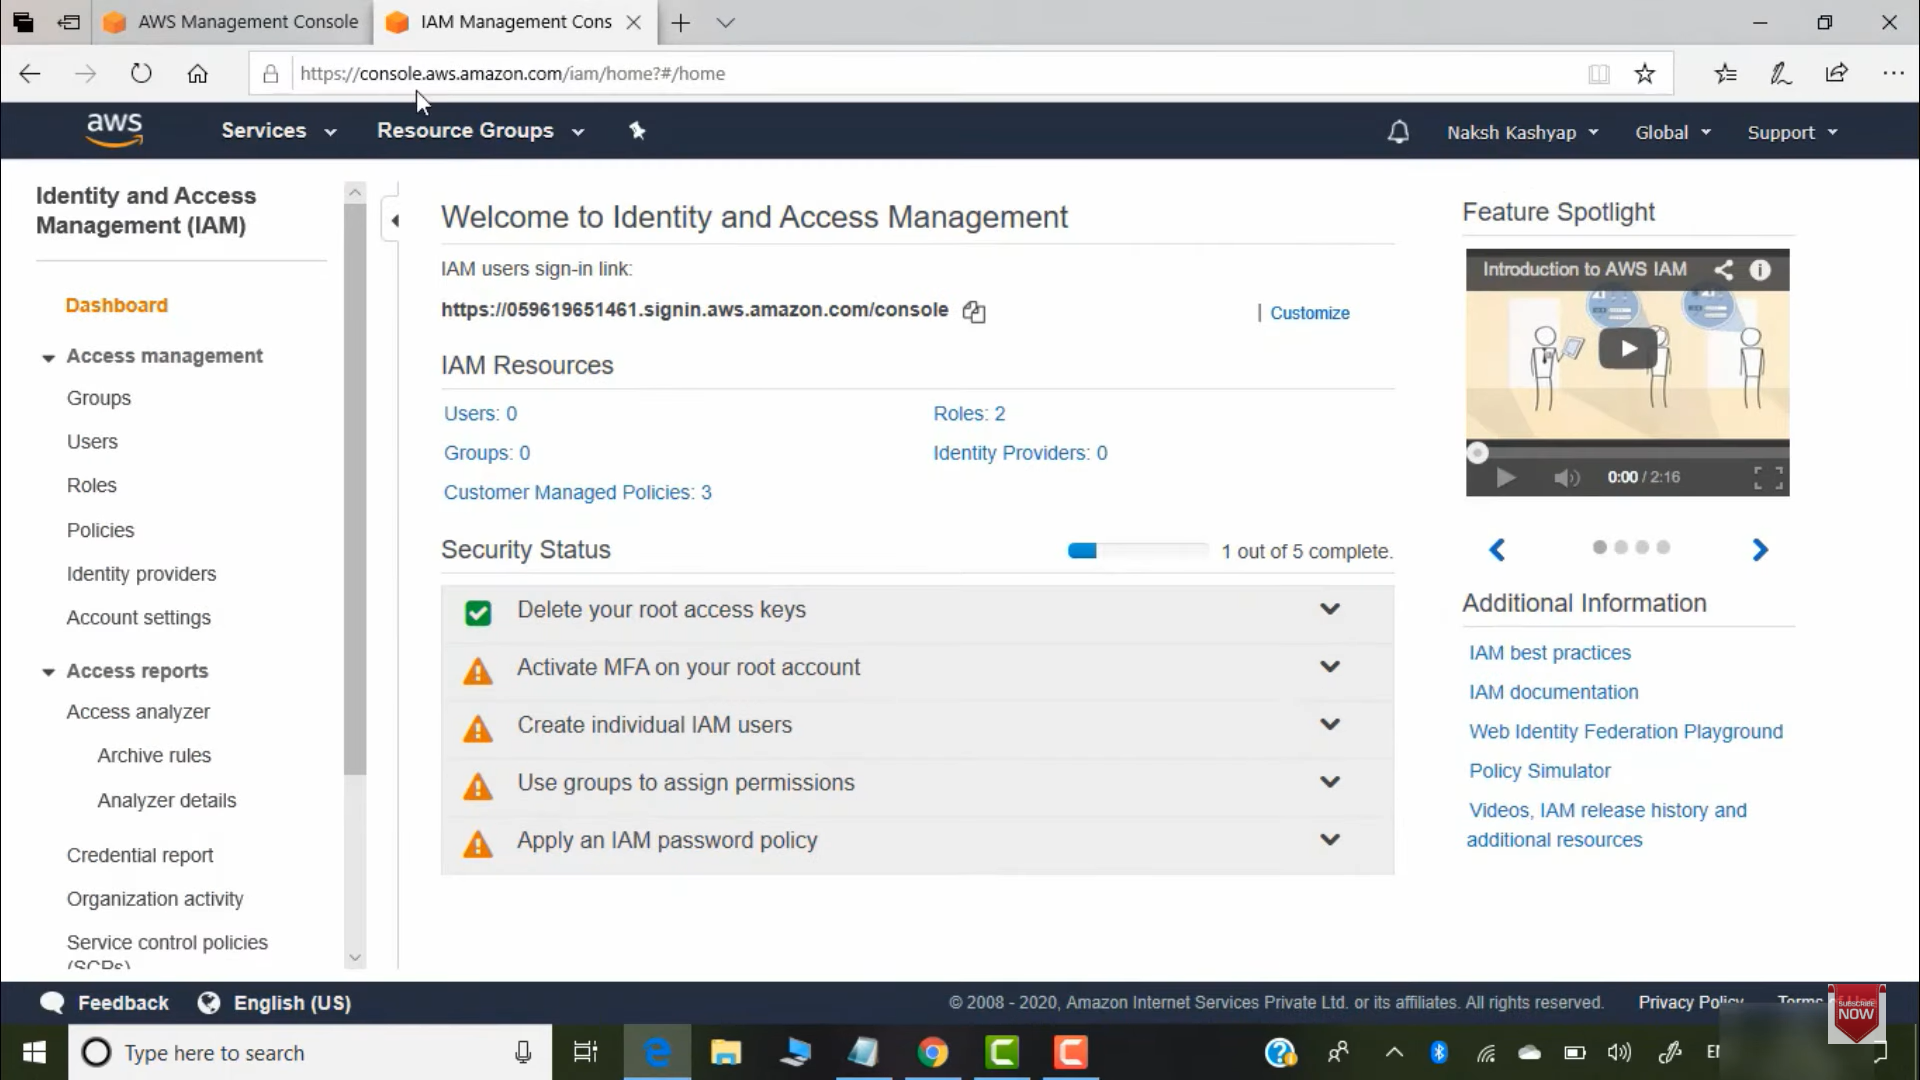 AWS Management Console
IAM Management Cons
https://console.aws.amazon.com/iam/home?#/home
aws
Services
Resource Groups
Naksh Kashyap
Global
Support
Identity and Access
Management (IAM)
Dashboard
Access management
Groups
Users
Roles
Policies
Identity providers
Account settings
Access reports
Access analyzer
Archive rules
Analyzer details
Credential report
Organization activity
Service control policies
(SCPs)
Welcome to Identity and Access Management
IAM users sign-in link:
https://059619651461.signin.aws.amazon.com/console
| Customize
IAM Resources
Users: 0
Roles: 2
Groups: 0
Identity Providers: 0
Customer Managed Policies: 3
Security Status
1 out of 5 complete.
Delete your root access keys
Activate MFA on your root account
Create individual IAM users
Use groups to assign permissions
Apply an IAM password policy
Feature Spotlight
Introduction to AWS IAM
0:00 / 2:16
Additional Information
IAM best practices
IAM documentation
Web Identity Federation Playground
Policy Simulator
Videos, IAM release history and
additional resources
Feedback
English (US)
© 2008 - 2020, Amazon Internet Services Private Ltd. or its affiliates. All rights reserved.
Privacy Policy
Terms
SUBSCRIBE
NOW
Type here to search